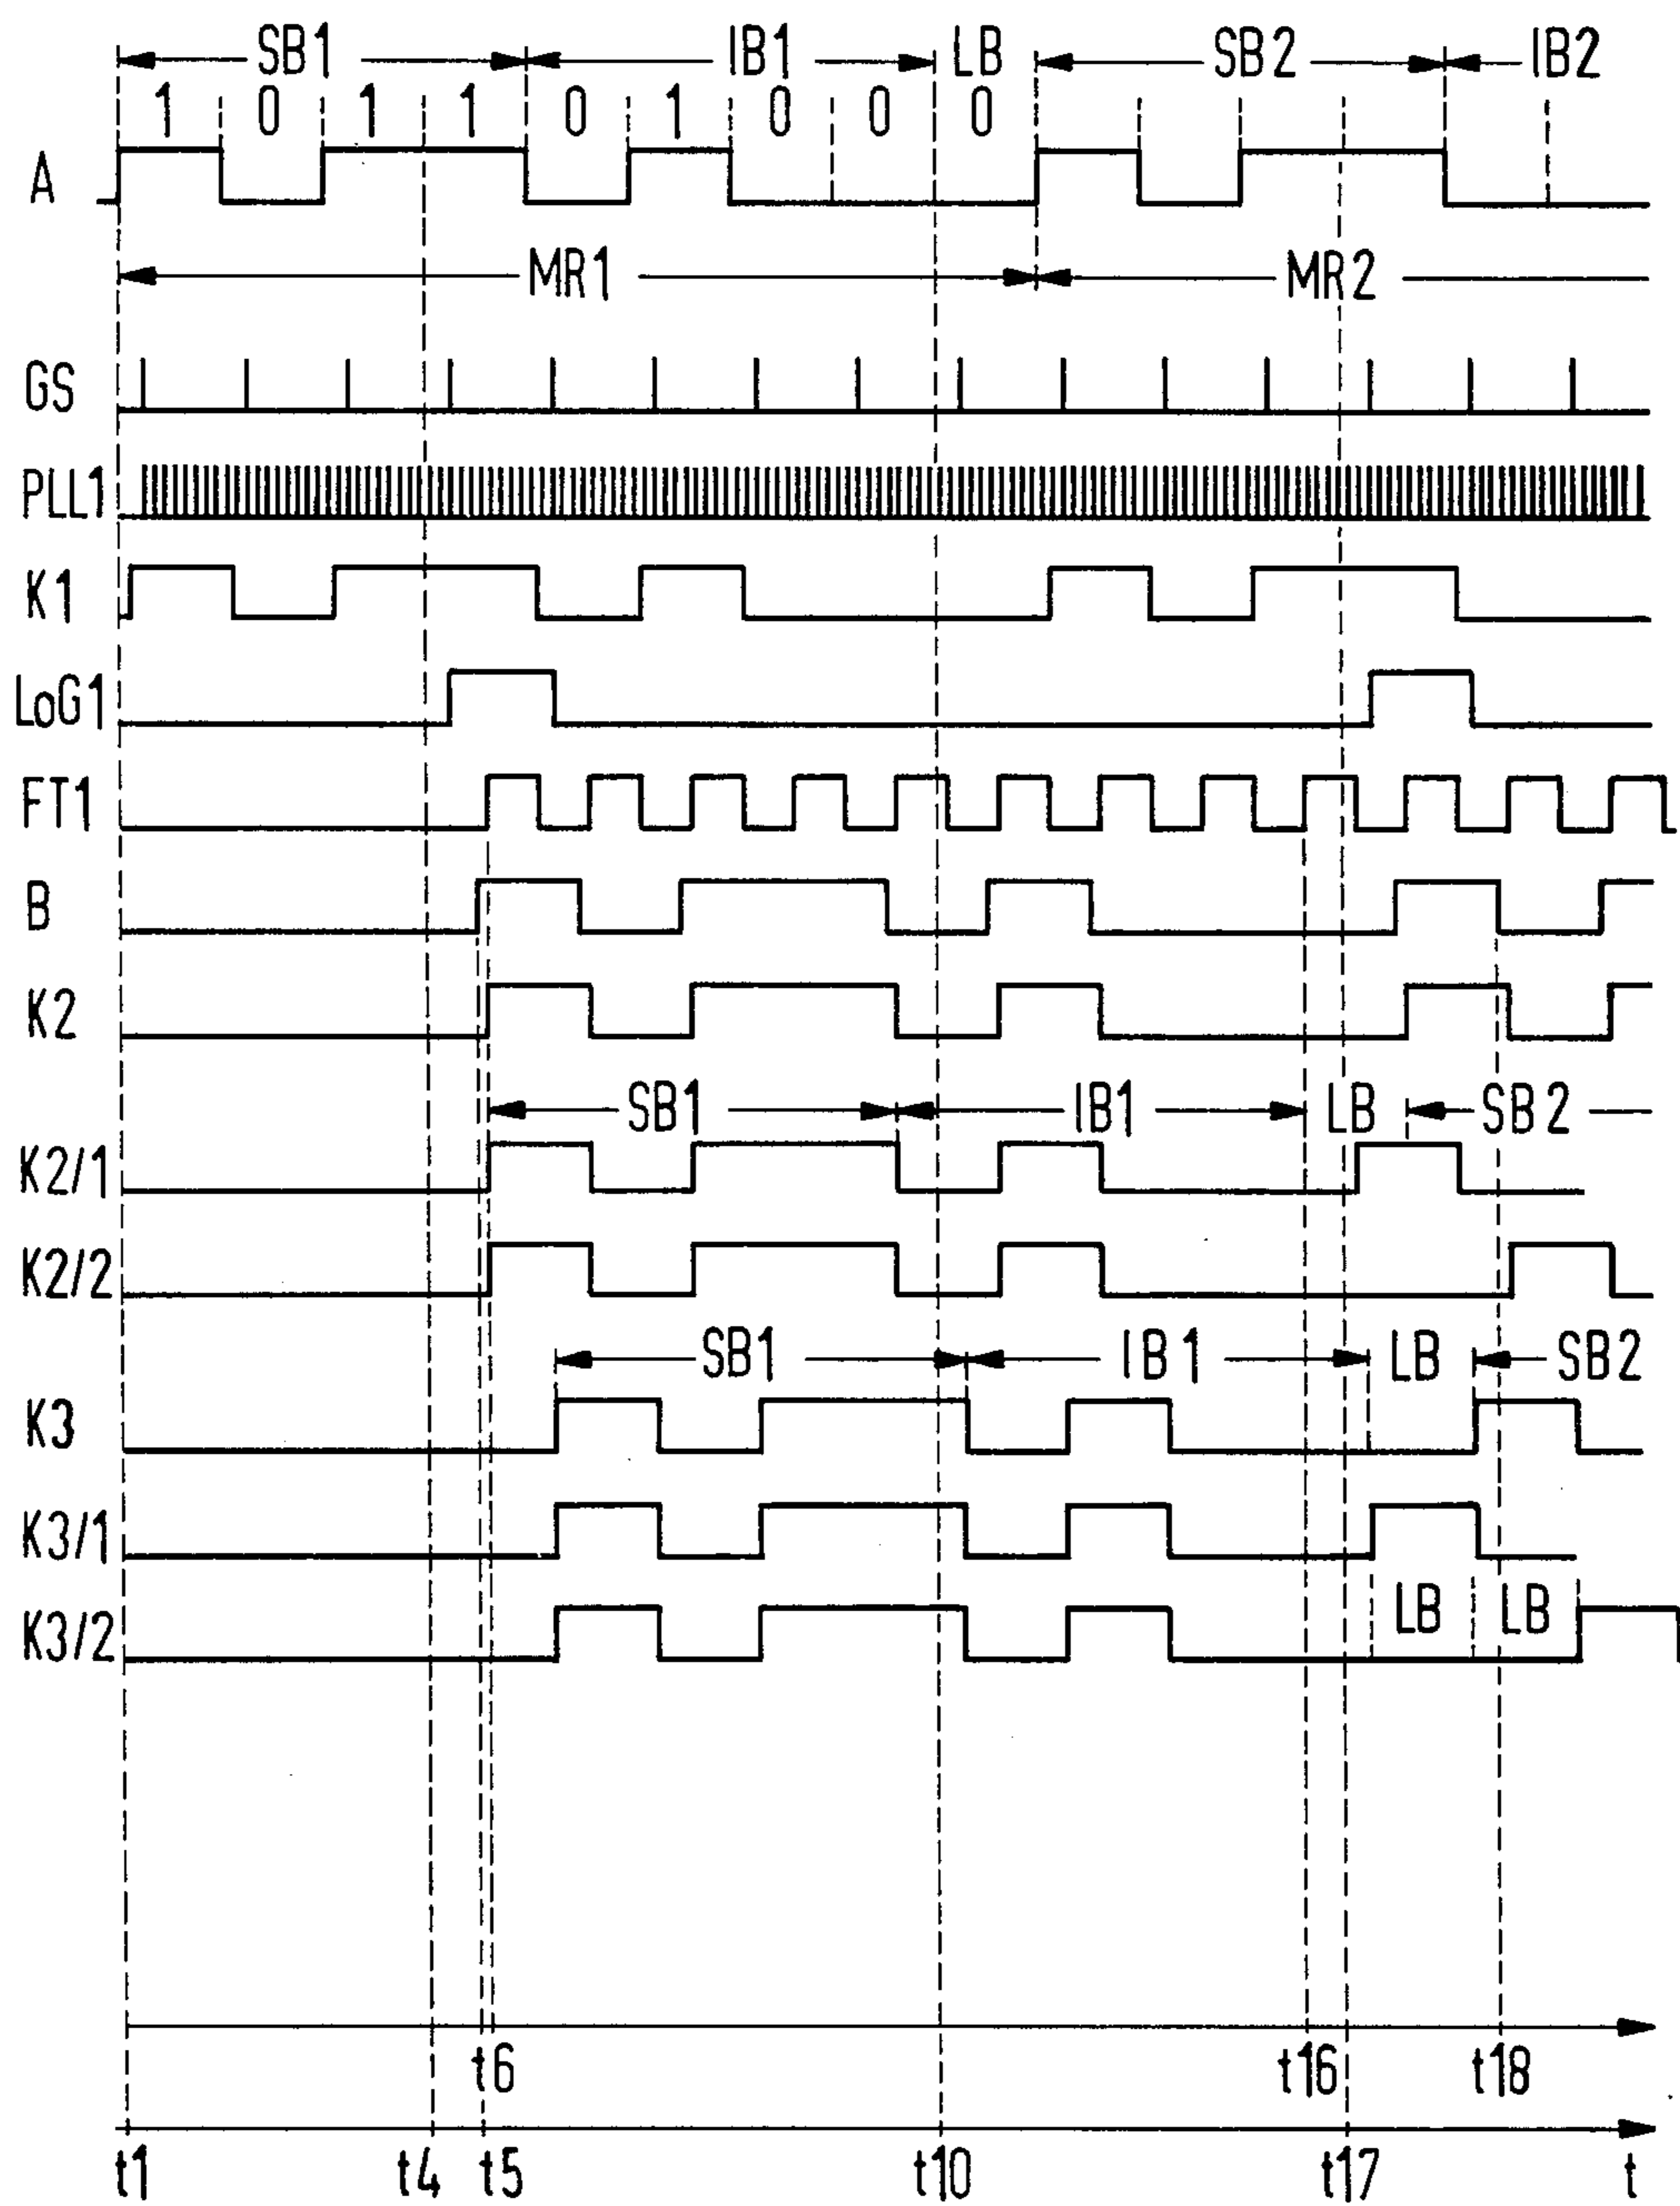 SB1 IB1 LB SB2 IB2
1 0 1 1 0 1 0 0 0
A
MR1 MR2
GS
PLL1
K1
LoG1
FT1
B
K2
SB1 IB1 LB SB2
K2/1
K2/2
SB1 IB1 LB SB2
K3
K3/1
LB LB
K3/2
t6 t16 t18
t1 t4 t5 t10 t17 t